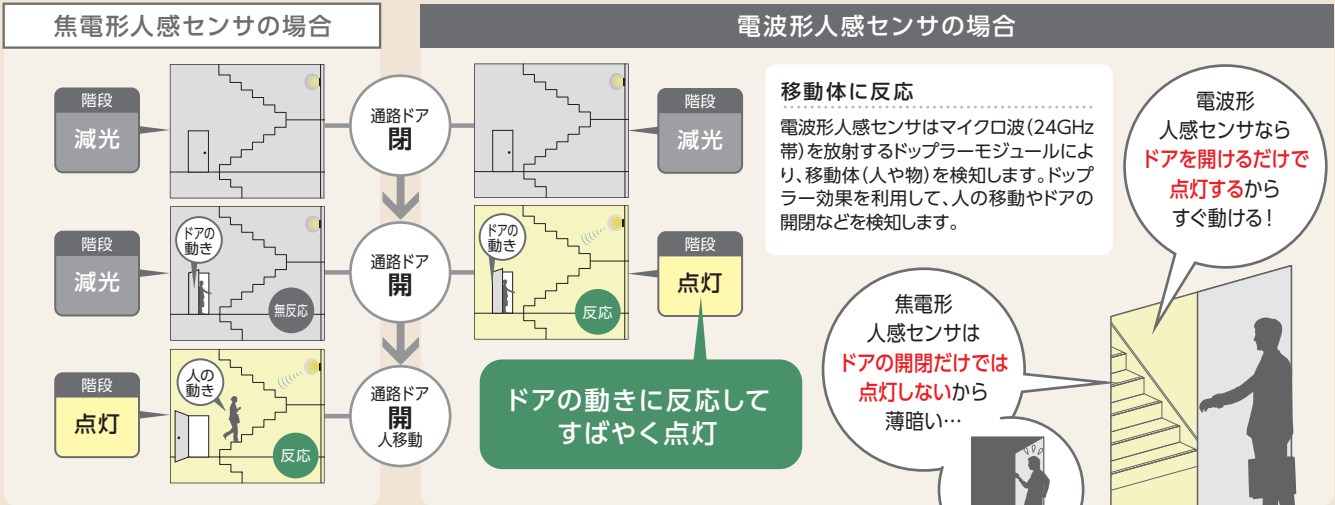 焦電形人感センサの場合
階段
減光
通路ドア
閉
階段
減光
ドアの
動き
無反応
通路ドア
開
階段
点灯
人の
動き
反応
通路ドア
開
人移動
電波形人感センサの場合
階段
減光
ドアの
動き
反応
階段
点灯
ドアの動きに反応して
すばやく点灯
移動体に反応
電波形人感センサはマイクロ波(24GHz
帯)を放射するドップラーモジュールによ
り、移動体(人や物)を検知します。ドップ
ラー効果を利用して、人の移動やドアの
開閉などを検知します。
電波形
人感センサなら
ドアを開けるだけで
点灯するから
すぐ動ける!
焦電形
人感センサは
ドアの開閉だけでは
点灯しないから
薄暗い…